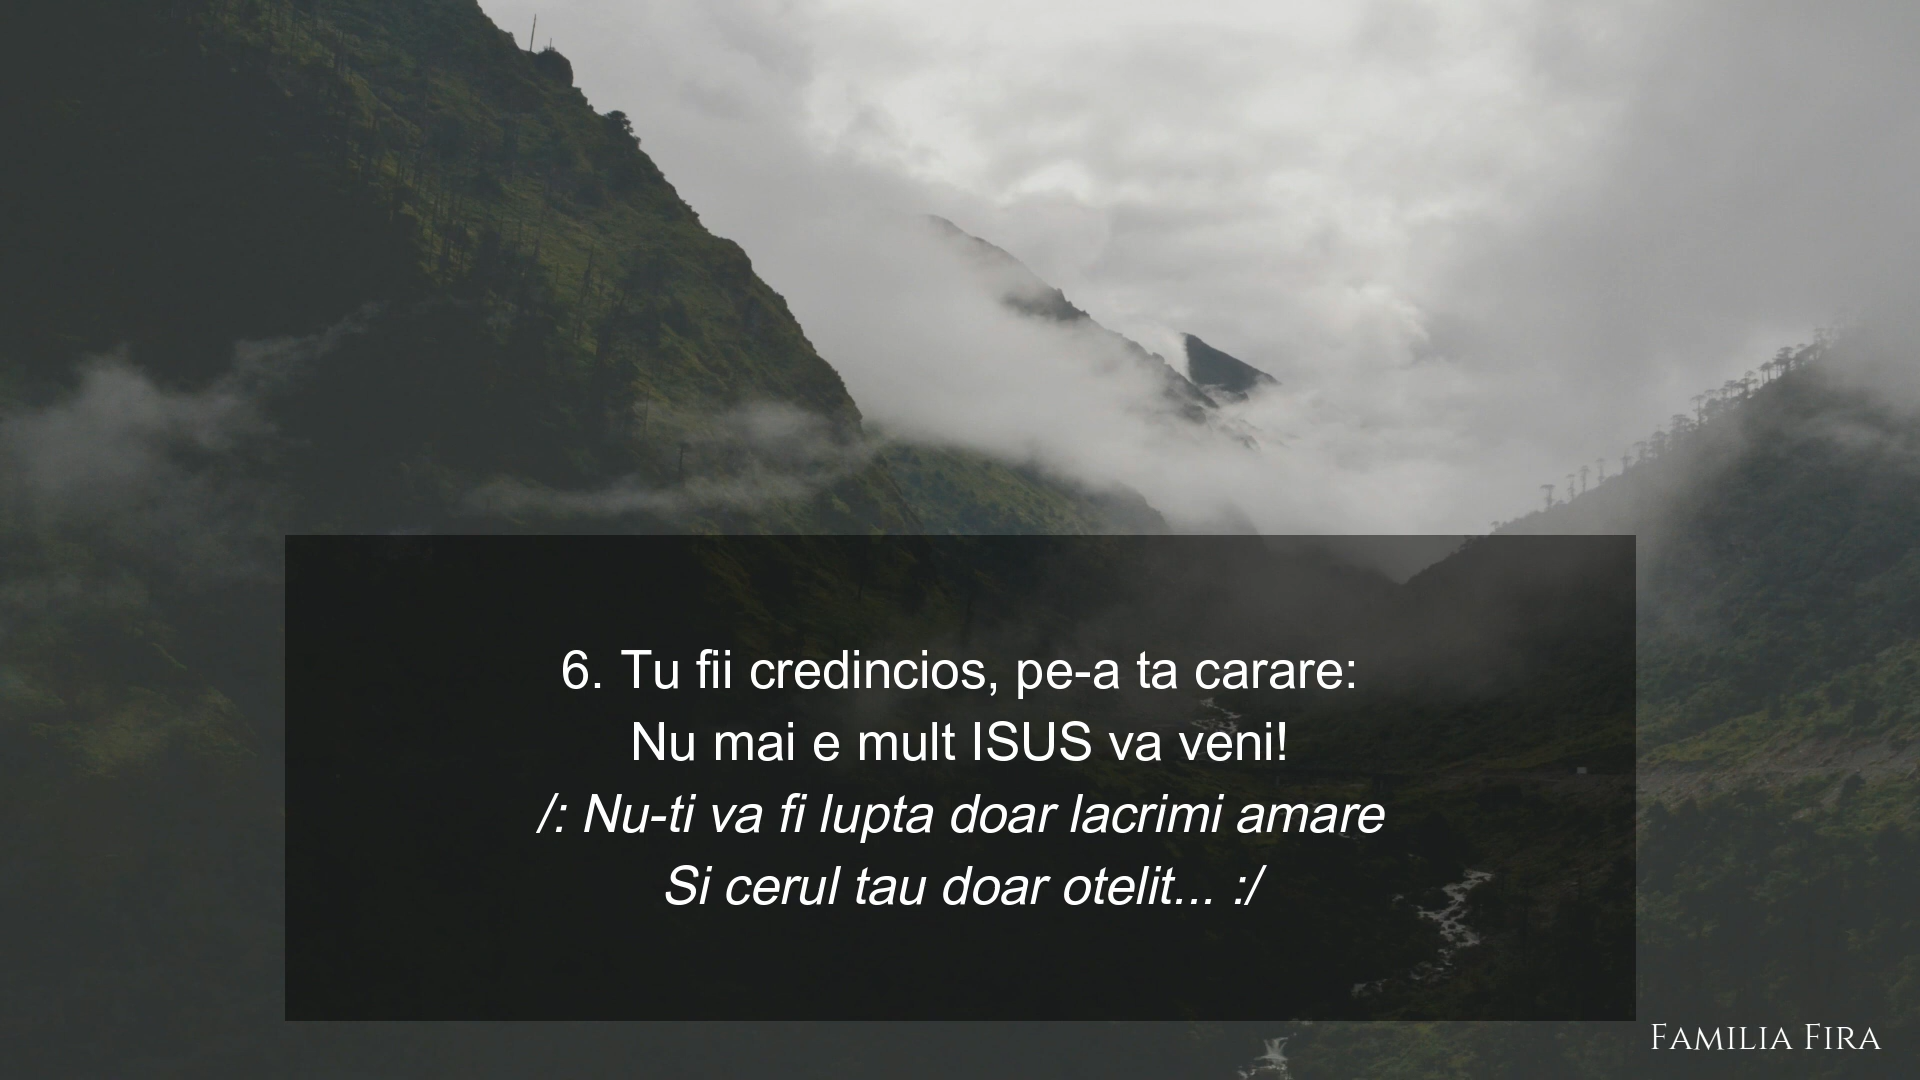 6. Tu fii credincios, pe-a ta carare:
Nu mai e mult ISUS va veni!
/: Nu-ti va fi lupta doar lacrimi amare
Si cerul tau doar otelit... :/
Familia Fira